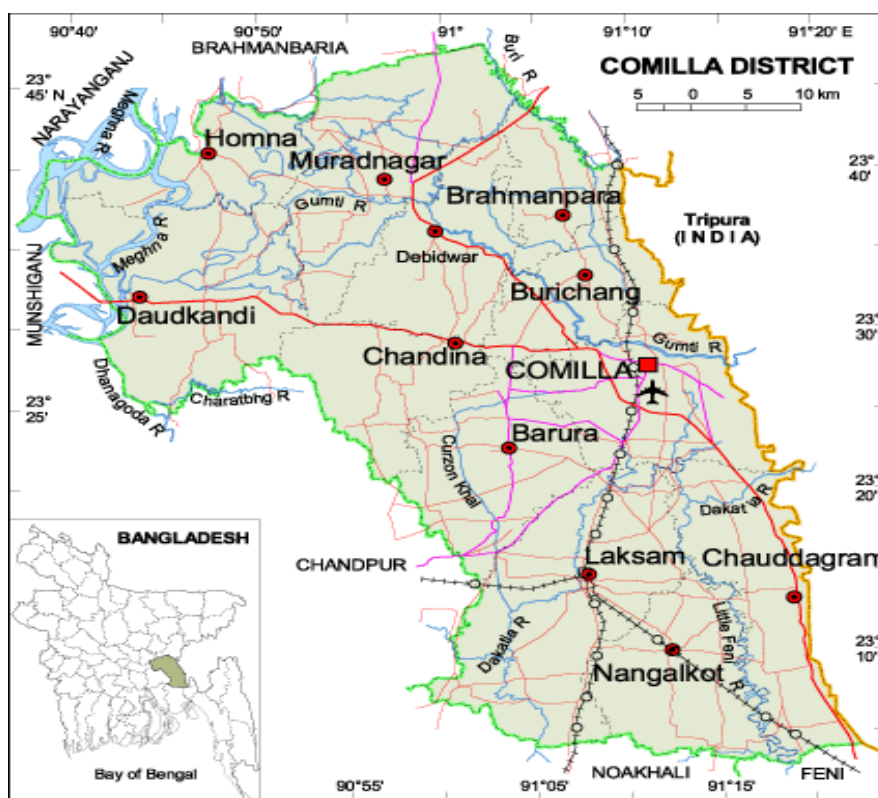 90°40'
90°50'
91°
91°10'
91°20' E
BRAHMANBARIA
Buri R
COMILLA DISTRICT
5 0 5 10 km
23°
45' N
NARAYANGANJ
Meghna R
Homna
Muradnagar
23°
40'
Gumti R
Brahmanpara
Tripura
(I N D I A)
Meghna R
Debidwar
MUNSHIGANJ
Daudkandi
Burichang
23°
30'
Chandina
Gumti R
COMILLA
Dhanagoda R
Charatbhg R
23°
25'
Barura
Curzon Khal
23°
20'
Dakatia R
BANGLADESH
CHANDPUR
Laksam
Chauddagram
Dakatia R
Little Feni R
23°
10'
Nangalkot
Bay of Bengal
NOAKHALI
FENI
90°55'
91°05'
91°15'